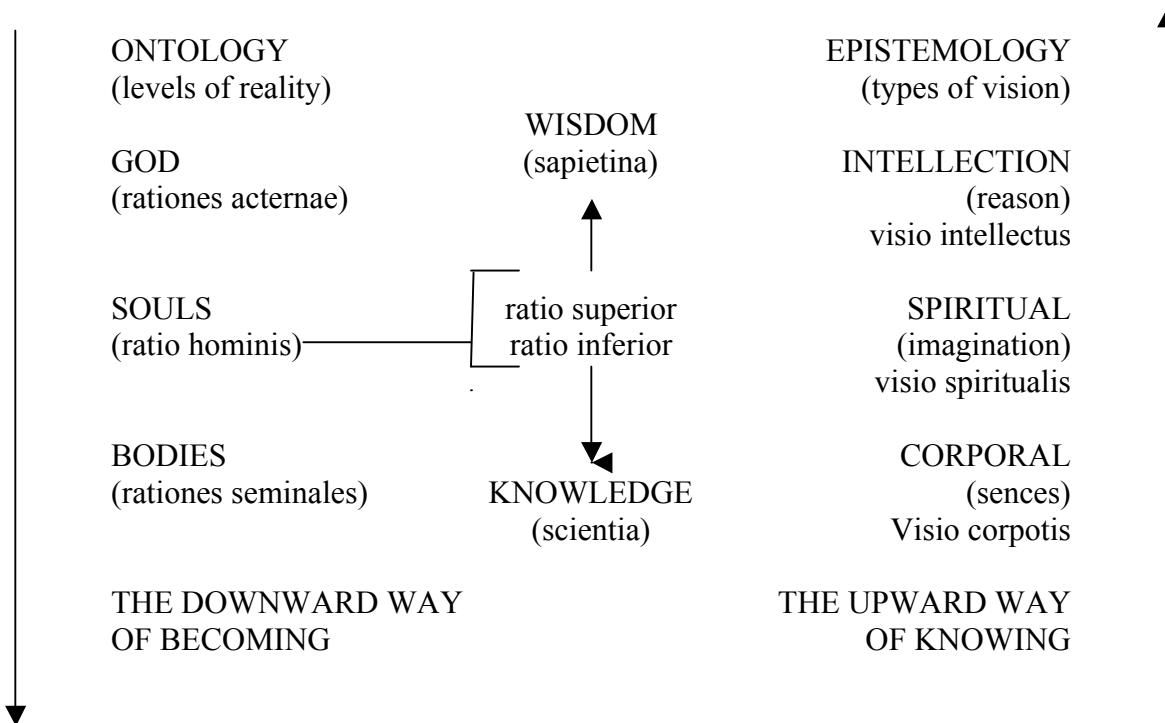 ONTOLOGY
(levels of reality)
EPISTEMOLOGY
(types of vision)
WISDOM
(sapietina)
GOD
(rationes acternae)
INTELLECTION
(reason)
visio intellectus
SOULS
(ratio hominis)
ratio superior
ratio inferior
SPIRITUAL
(imagination)
visio spiritualis
BODIES
(rationes seminales)
KNOWLEDGE
(scientia)
CORPORAL
(sences)
Visio corpotis
THE DOWNWARD WAY
OF BECOMING
THE UPWARD WAY
OF KNOWING